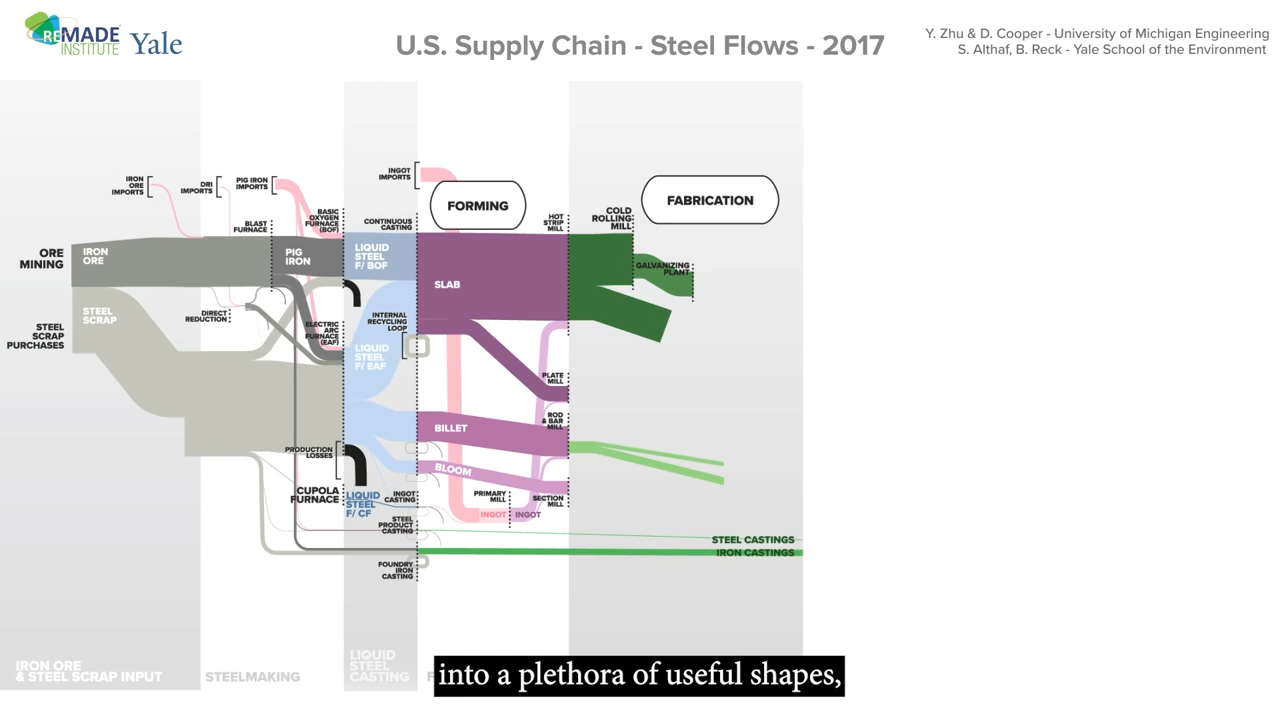 REMADE
INSTITUTE
Yale
U.S. Supply Chain - Steel Flows - 2017
Y. Zhu & D. Cooper - University of Michigan Engineering
S. Althaf, B. Reck - Yale School of the Environment
IRON
ORE
IMPORTS
DRI
IMPORTS
PIG IRON
IMPORTS
INGOT
IMPORTS
FORMING
FABRICATION
BLAST
FURNACE
BASIC
OXYGEN
FURNACE
(BOF)
CONTINUOUS
CASTING
HOT
STRIP
MILL
COLD
ROLLING
MILL
ORE
MINING
IRON
ORE
PIG
IRON
LIQUID
STEEL
F/ BOF
SLAB
GALVANIZING
PLANT
STEEL
SCRAP
PURCHASES
STEEL
SCRAP
DIRECT
REDUCTION
ELECTRIC
ARC
FURNACE
(EAF)
INTERNAL
RECYCLING
LOOP
LIQUID
STEEL
F/ EAF
PLATE
MILL
ROD
& BAR
MILL
BILLET
BLOOM
PRODUCTION
LOSSES
CUPOLA
FURNACE
LIQUID
STEEL
F/ CF
INGOT
CASTING
PRIMARY
MILL
SECTION
MILL
INGOT
INGOT
STEEL
PRODUCT
CASTING
STEEL CASTINGS
IRON CASTINGS
FOUNDRY
IRON
CASTING
IRON ORE
& STEEL SCRAP INPUT
STEELMAKING
LIQUID
STEEL
CASTING
into a plethora of useful shapes,